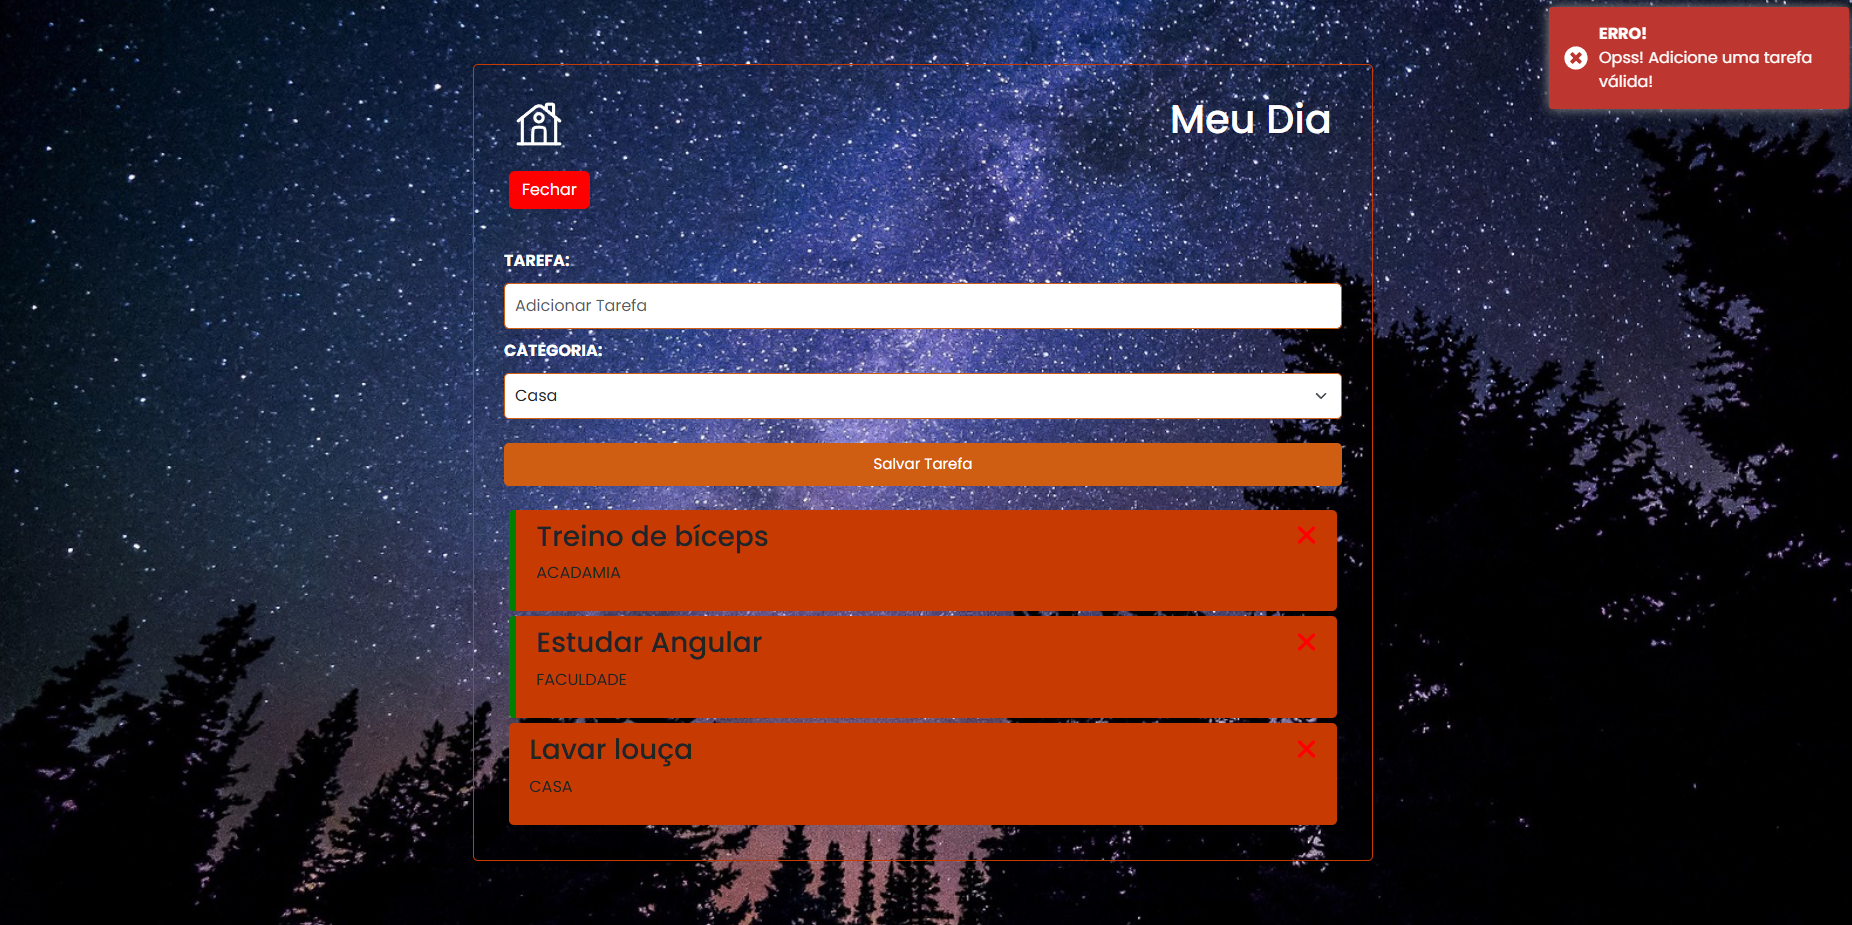 ERRO!
Opss! Adicione uma tarefa
válida!
Meu Dia
Fechar
TAREFA:
Adicionar Tarefa
CATEGORIA:
Casa
Salvar Tarefa
Treino de bíceps
ACADAMIA
Estudar Angular
FACULDADE
Lavar louça
CASA